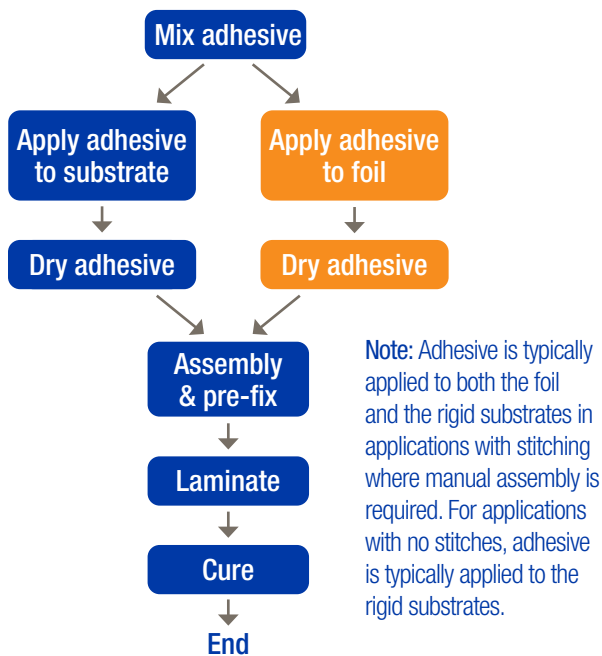 Mix adhesive
Apply adhesive
to substrate
Apply adhesive
to foil
Dry adhesive
Dry adhesive
Assembly
& pre-fix
Laminate
Cure
End
Note: Adhesive is typically
applied to both the foil
and the rigid substrates in
applications with stitching
where manual assembly is
required. For applications
with no stitches, adhesive
is typically applied to the
rigid substrates.